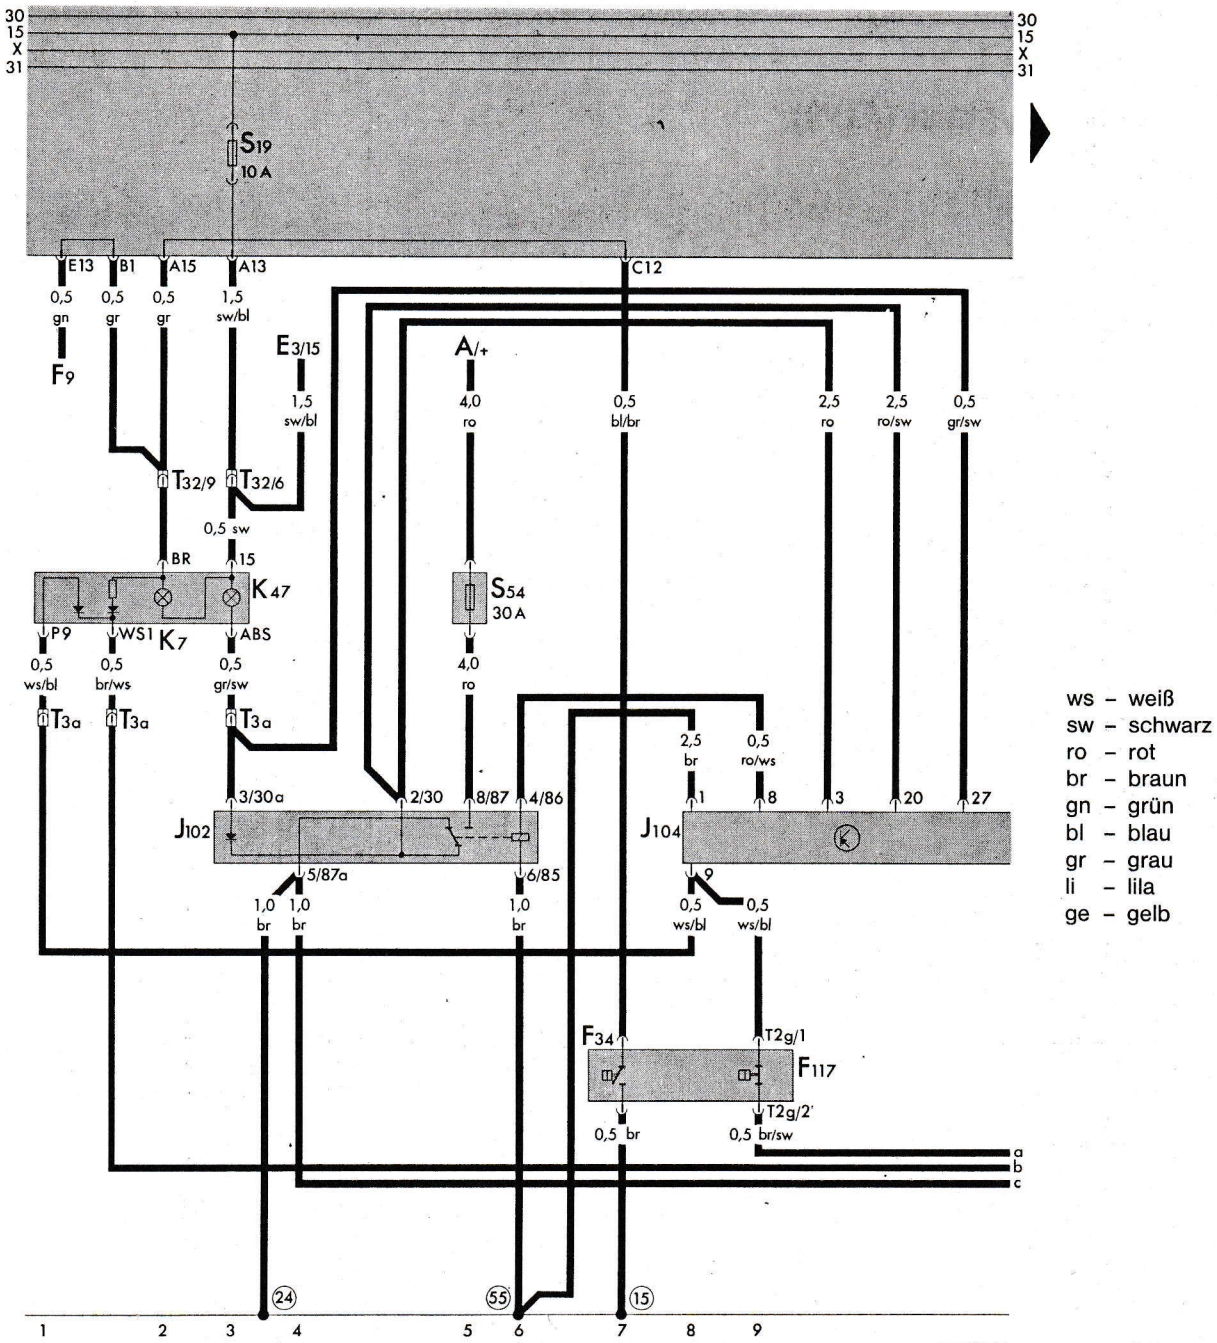 30 30
15 15
X X
31 31
S19
10 A
E13 B1 A15 A13 C12
0,5 0,5 0,5 1,5
gn gr gr sw/bl
F9
E3/15 A/+
1,5 4,0 0,5 2,5 2,5 0,5
sw/bl ro bl/br ro ro/sw gr/sw
T32/9 T32/6
0,5 sw
BR 15
K47
S54
30 A
P9 WS1 K7 ABS
0,5 0,5 0,5 4,0
ws/bl br/ws gr/sw ro
T3a T3a T3a
2,5 0,5
br ro/ws
3/30a 2/30 8/87 4/86 1 8 3 20 27
J102 J104
5/87a 6/85 9
1,0 1,0 1,0 0,5 0,5
br br br ws/bl ws/bl
F34 T2g/1
F117
T2g/2
0,5 br 0,5 br/sw
a
b
c
24 55 15
1 2 3 4 5 6 7 8 9
ws – weiß
sw – schwarz
ro – rot
br – braun
gn – grün
bl – blau
gr – grau
li – lila
ge – gelb